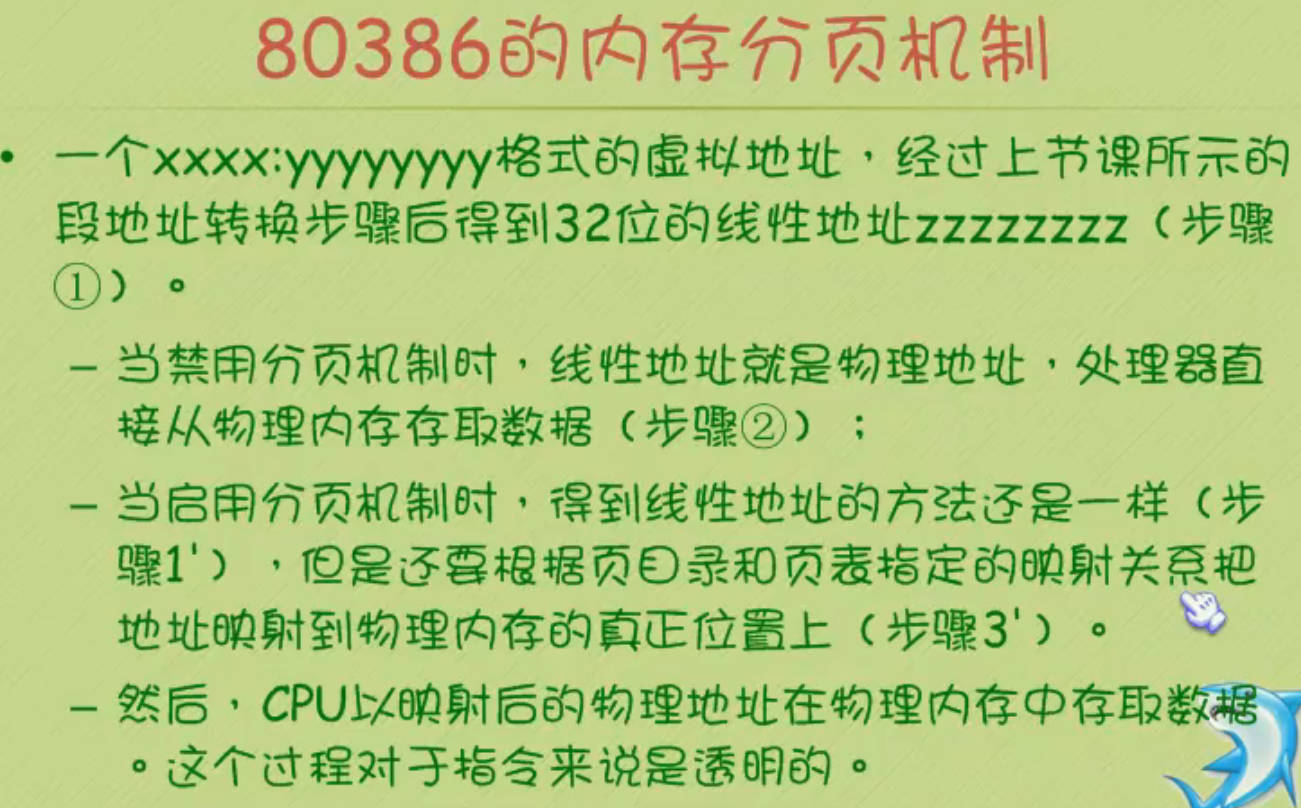 80386的内存分页机制
• 一个xxxx:yyyyyyyy格式的虚拟地址，经过上节课所示的
段地址转换步骤后得到32位的线性地址zzzzzzzz（步骤
①）。
– 当禁用分页机制时，线性地址就是物理地址，处理器直
接从物理内存存取数据（步骤②）；
– 当启用分页机制时，得到线性地址的方法还是一样（步
骤1'），但是还要根据页目录和页表指定的映射关系把
地址映射到物理内存的真正位置上（步骤3'）。
– 然后，CPU以映射后的物理地址在物理内存中存取数据
。这个过程对于指令来说是透明的。